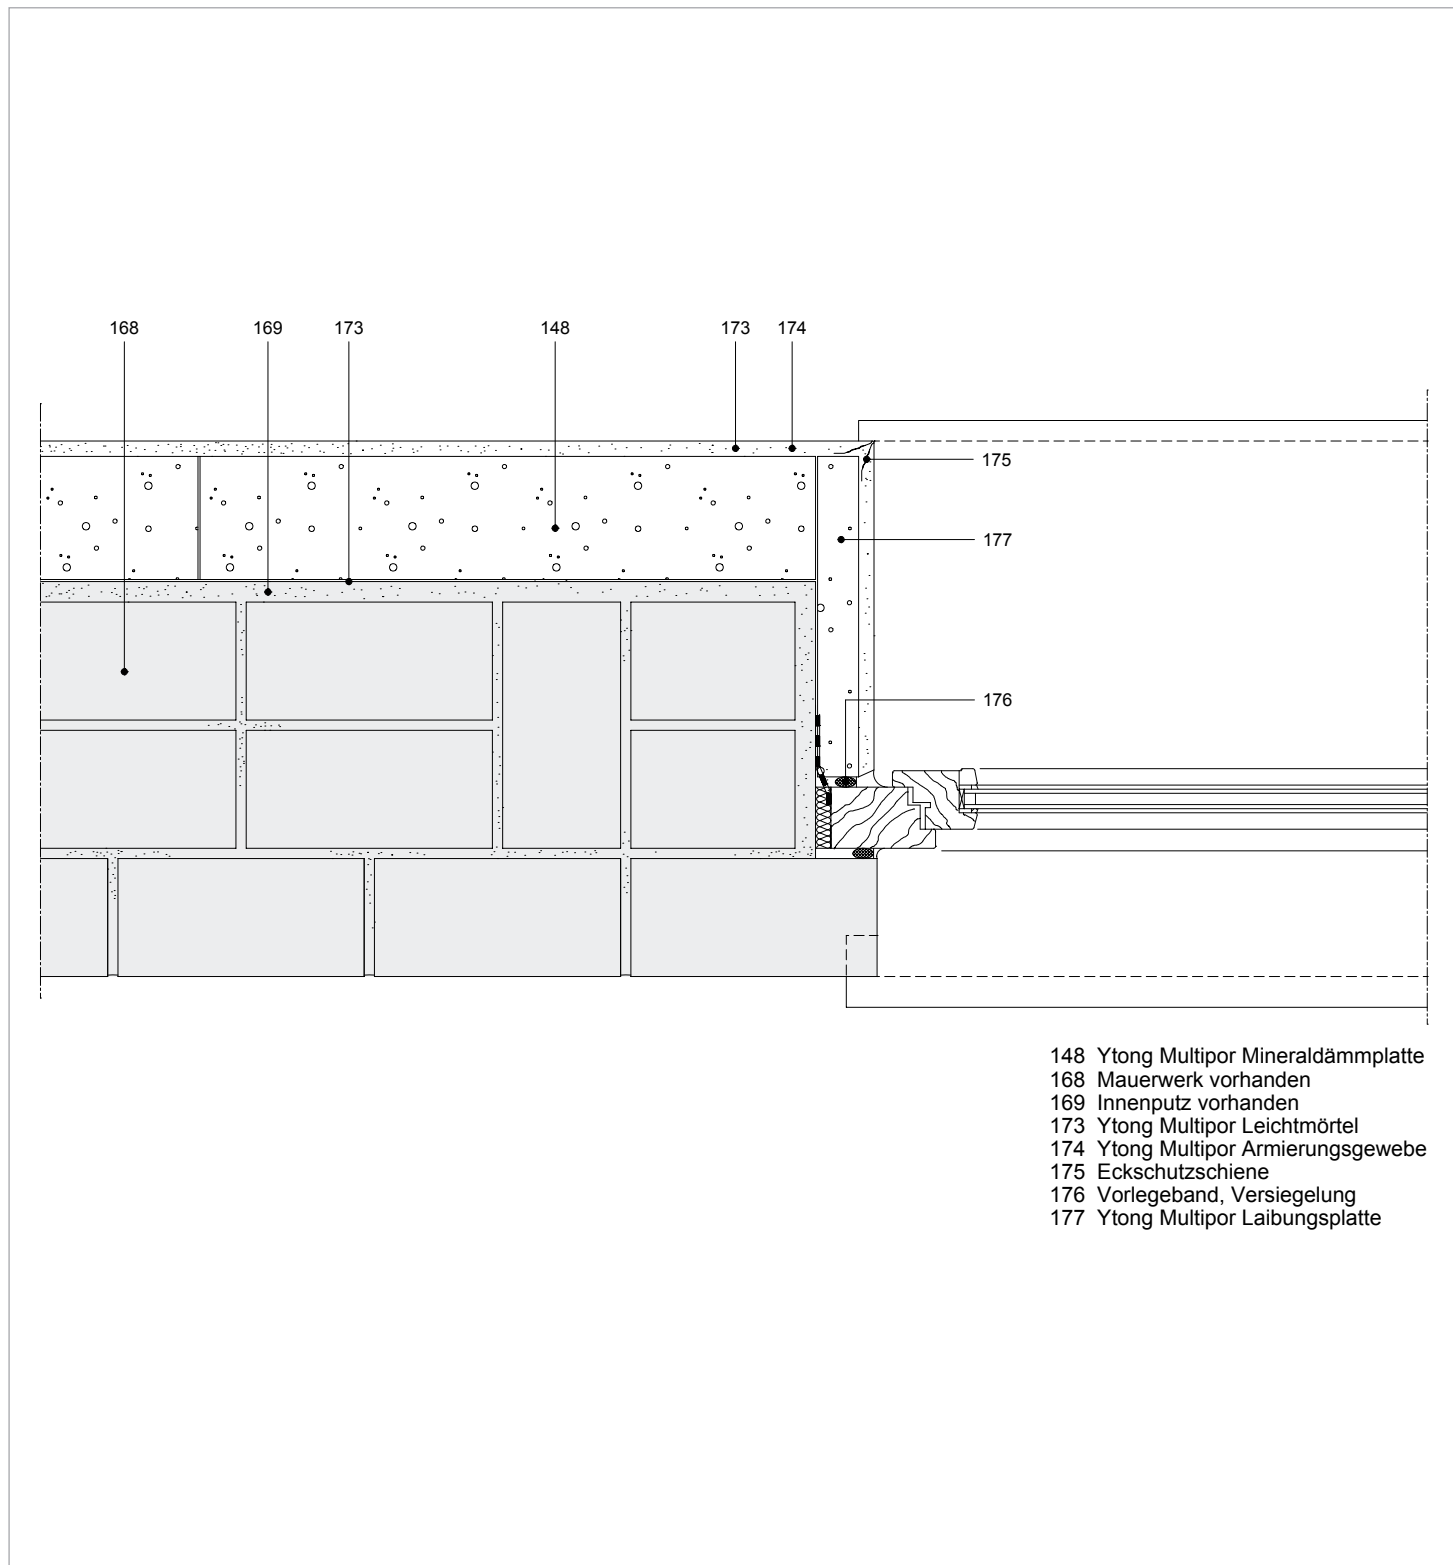 168 169 173 148 173 174
175
177
176
148 Ytong Multipor Mineraldämmplatte
168 Mauerwerk vorhanden
169 Innenputz vorhanden
173 Ytong Multipor Leichtmörtel
174 Ytong Multipor Armierungsgewebe
175 Eckschutzschiene
176 Vorlegeband, Versiegelung
177 Ytong Multipor Laibungsplatte